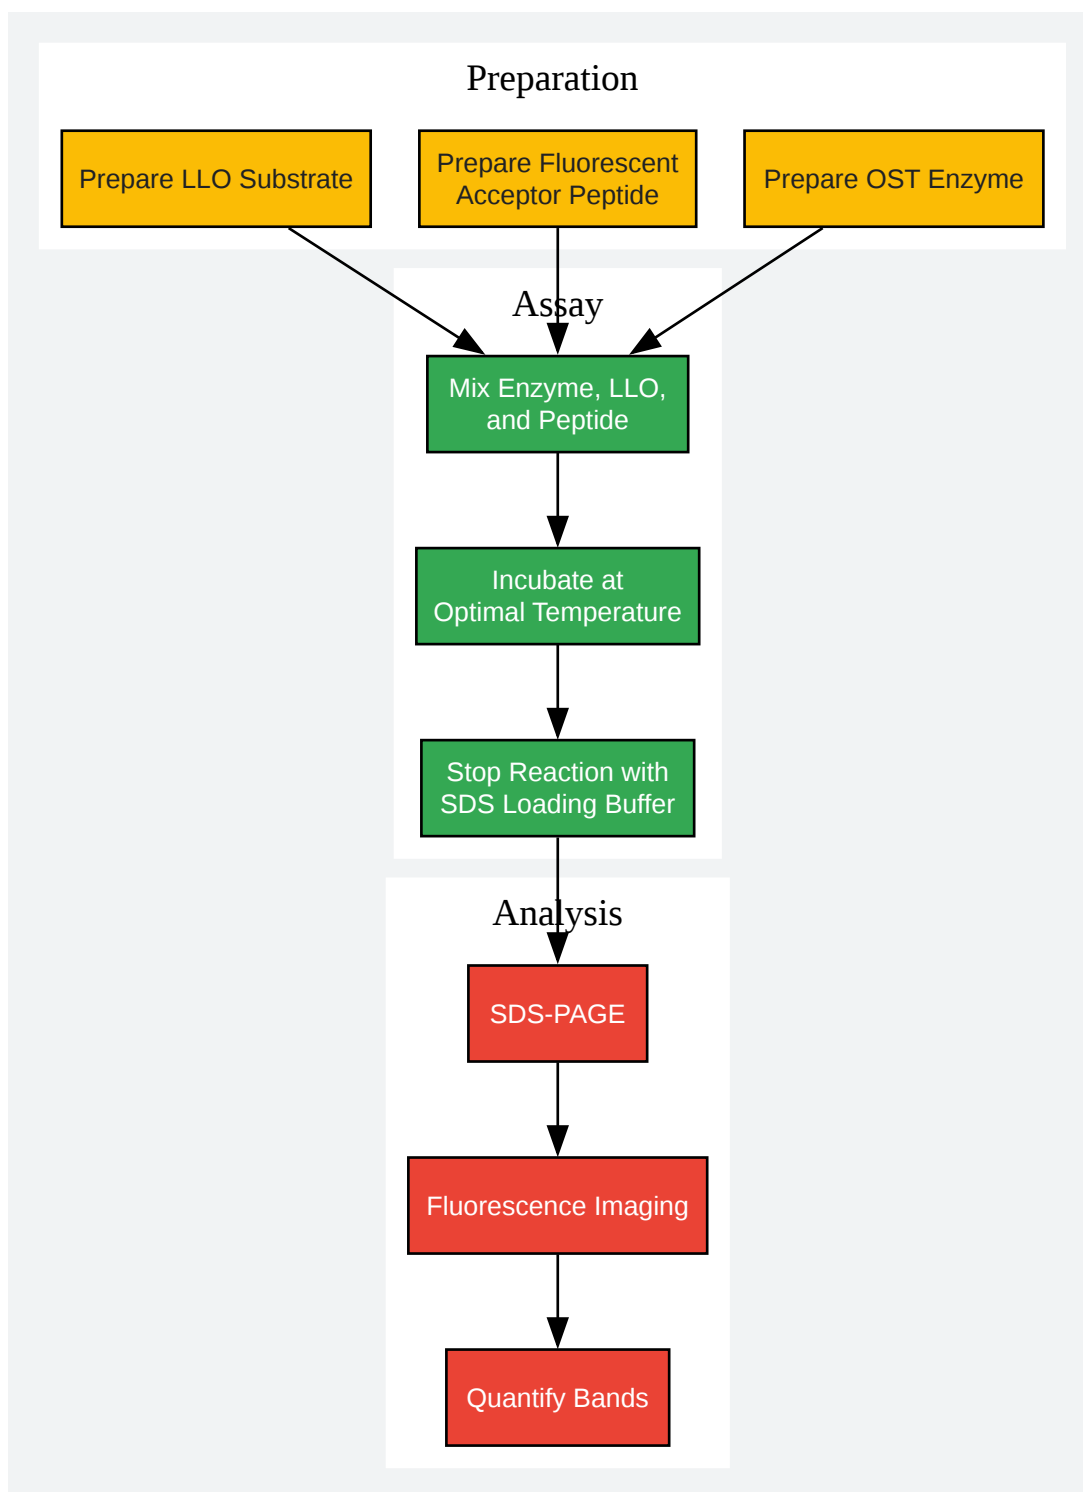 Preparation
Prepare LLO Substrate
Prepare Fluorescent
Acceptor Peptide
Prepare OST Enzyme
Assay
Mix Enzyme, LLO,
and Peptide
Incubate at
Optimal Temperature
Stop Reaction with
SDS Loading Buffer
Analysis
SDS-PAGE
Fluorescence Imaging
Quantify Bands